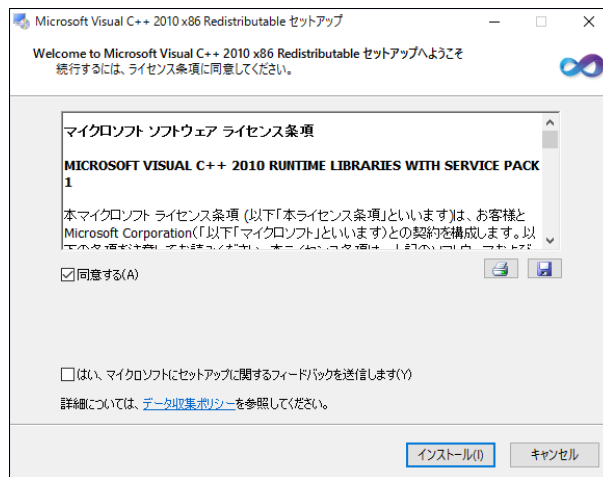 Microsoft Visual C++ 2010 x86 Redistributable セットアップ
Welcome to Microsoft Visual C++ 2010 x86 Redistributable セットアップへようこそ
続行するには、ライセンス条項に同意してください。
マイクロソフト ソフトウェア ライセンス条項
MICROSOFT VISUAL C++ 2010 RUNTIME LIBRARIES WITH SERVICE PACK
1
本マイクロソフト ライセンス条項 (以下「本ライセンス条項」といいます)は、お客様と
Microsoft Corporation(「以下「マイクロソフト」といいます)との契約を構成します。以
同意する(A)
はい、マイクロソフトにセットアップに関するフィードバックを送信します(Y)
詳細については、データ収集ポリシーを参照してください。
インストール(I)
キャンセル